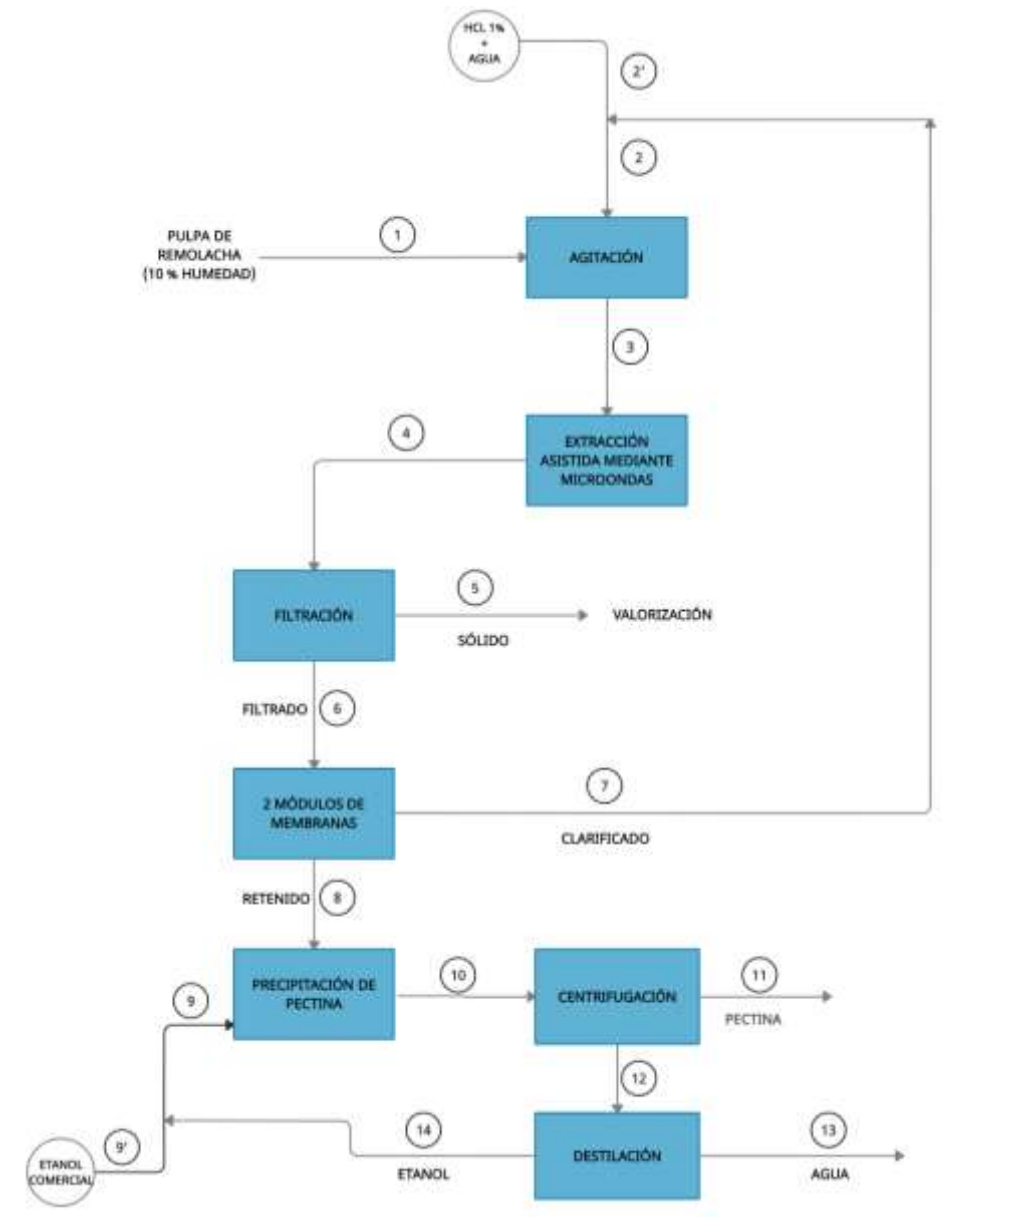 HCL 1%
+
AGUA
2'
2
1
PULPA DE
REMOLACHA
(10 % HUMEDAD)
AGITACIÓN
3
4
EXTRACCIÓN
ASISTIDA MEDIANTE
MICROONDAS
5
FILTRACIÓN
VALORIZACIÓN
SÓLIDO
FILTRADO
6
7
2 MÓDULOS DE
MEMBRANAS
CLARIFICADO
RETENIDO
8
9
PRECIPITACIÓN DE
PECTINA
10
CENTRIFUGACIÓN
11
PECTINA
12
9'
14
13
ETANOL
COMERCIAL
ETANOL
DESTILACIÓN
AGUA